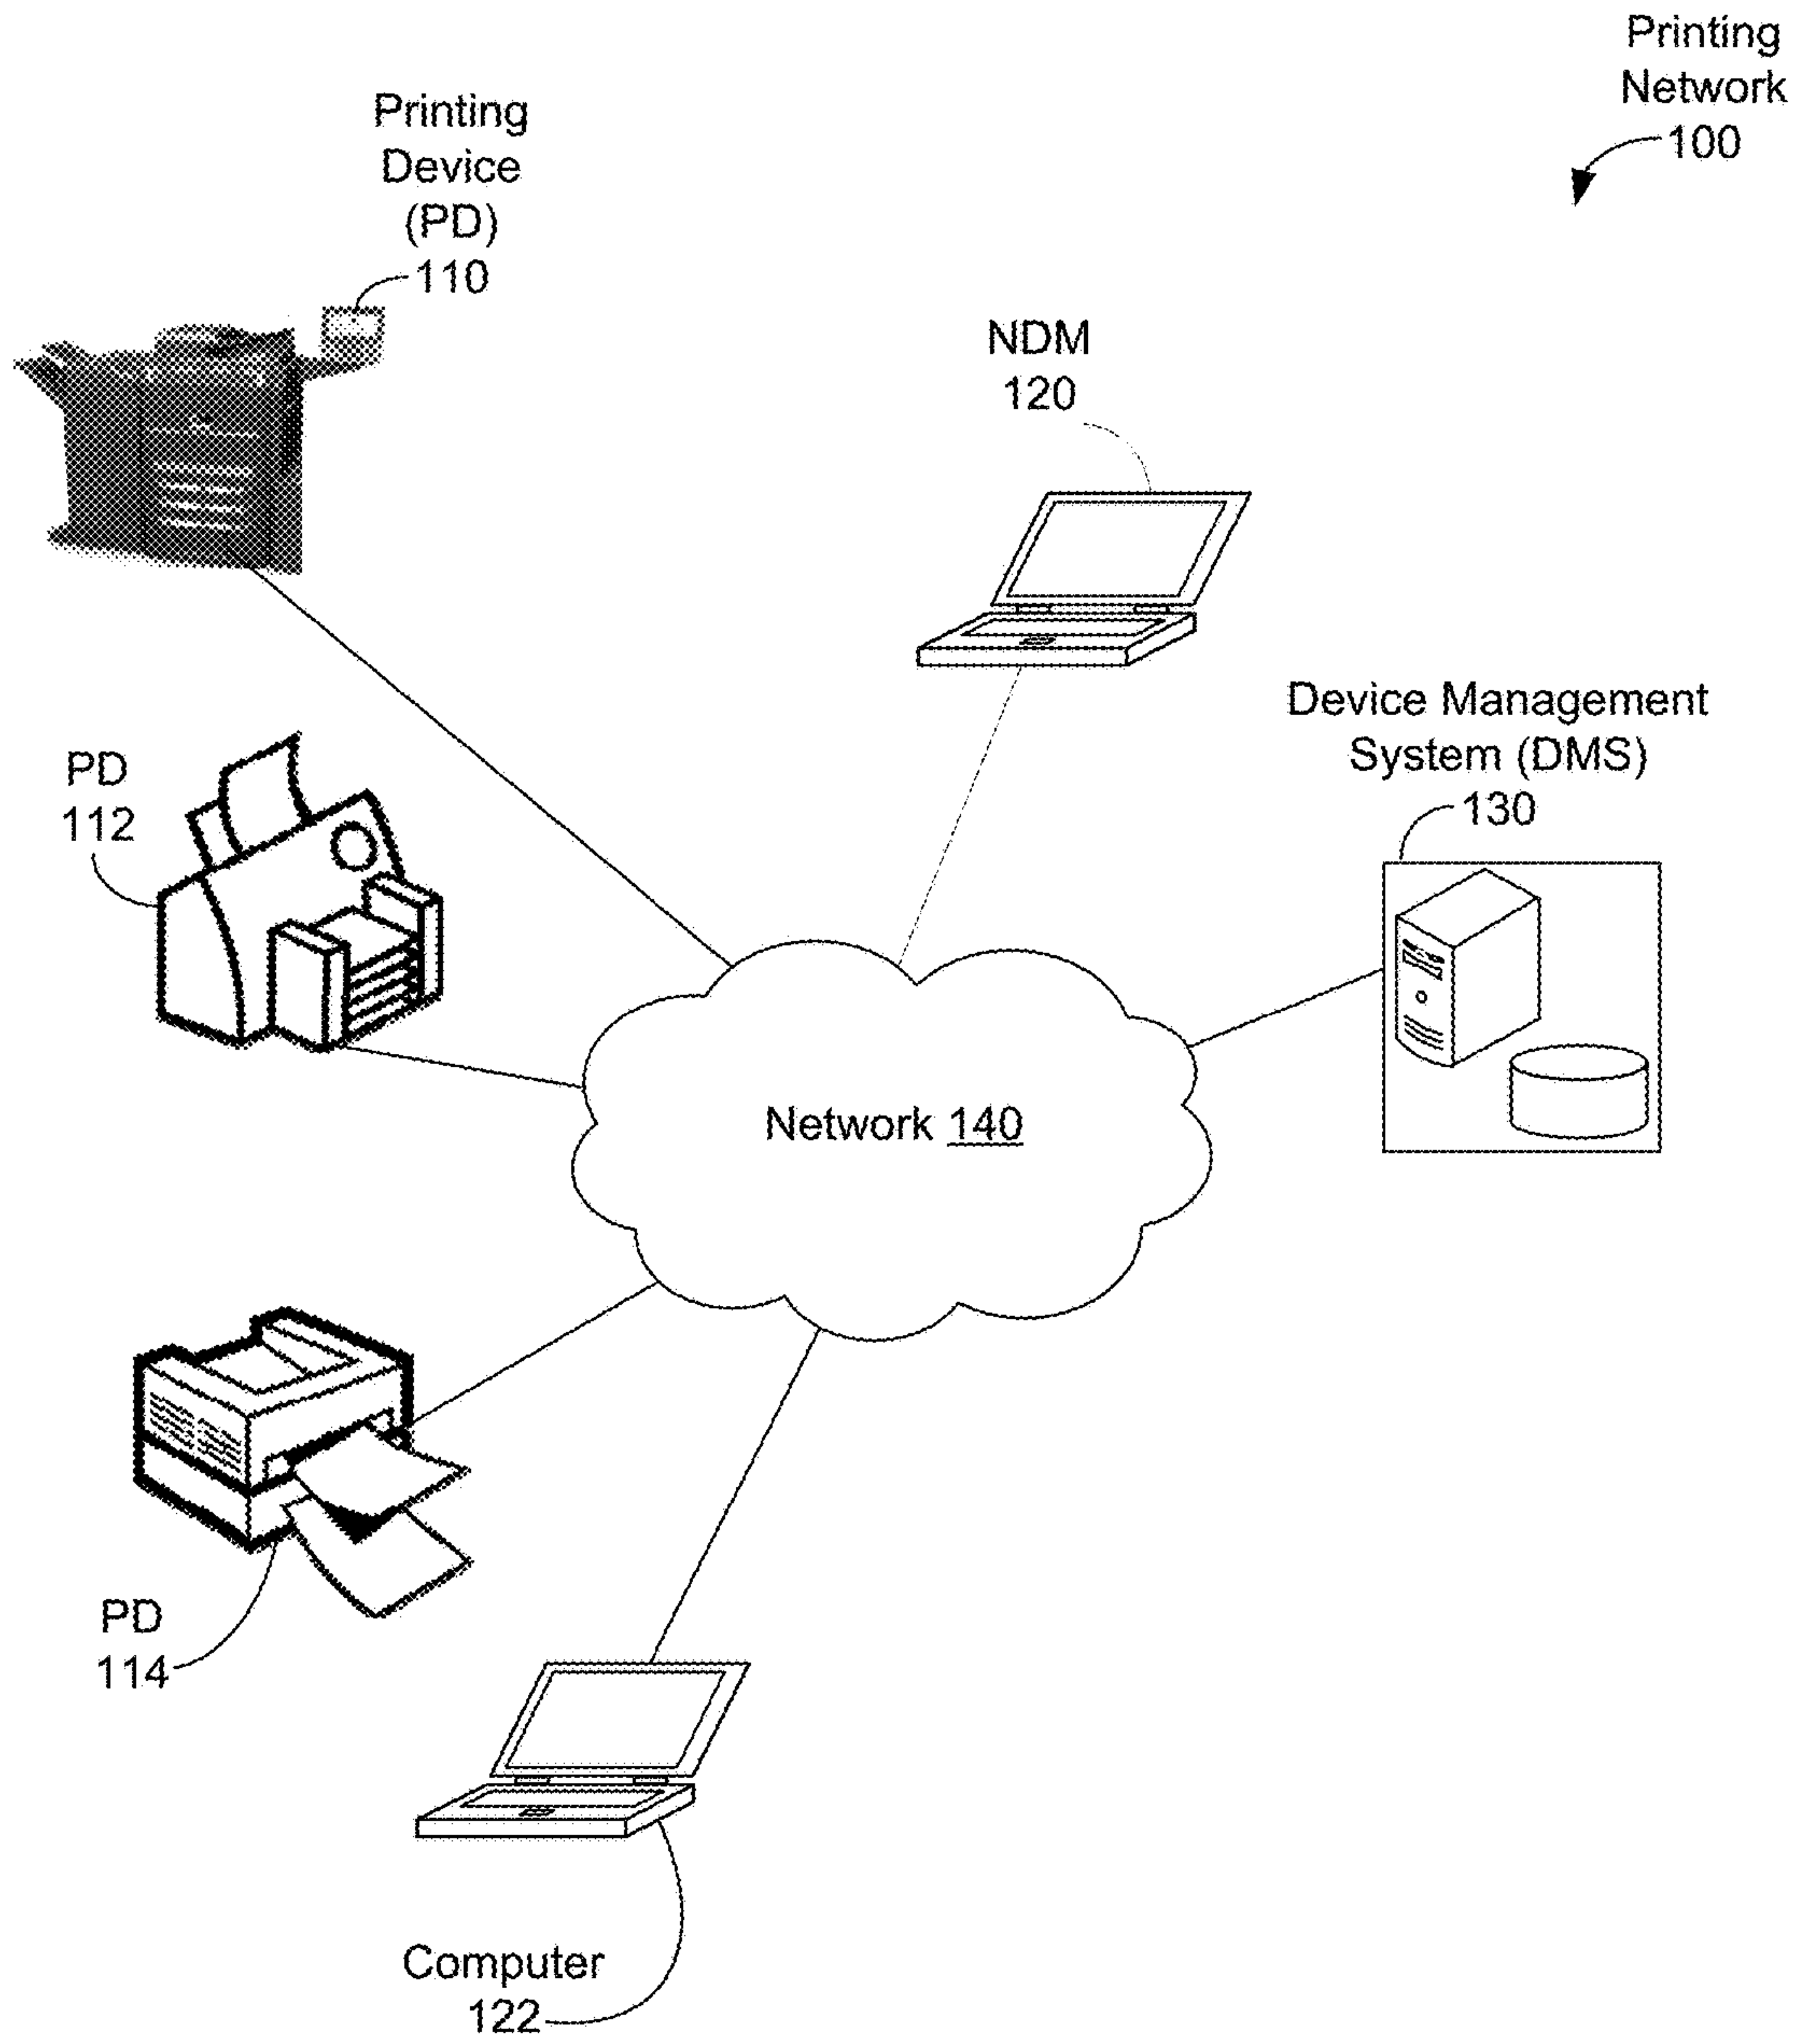 Printing
Network
100
Printing
Device
(PD)
110
NDM
120
Device Management
System (DMS)
130
PD
112
Network 140
PD
114
Computer
122